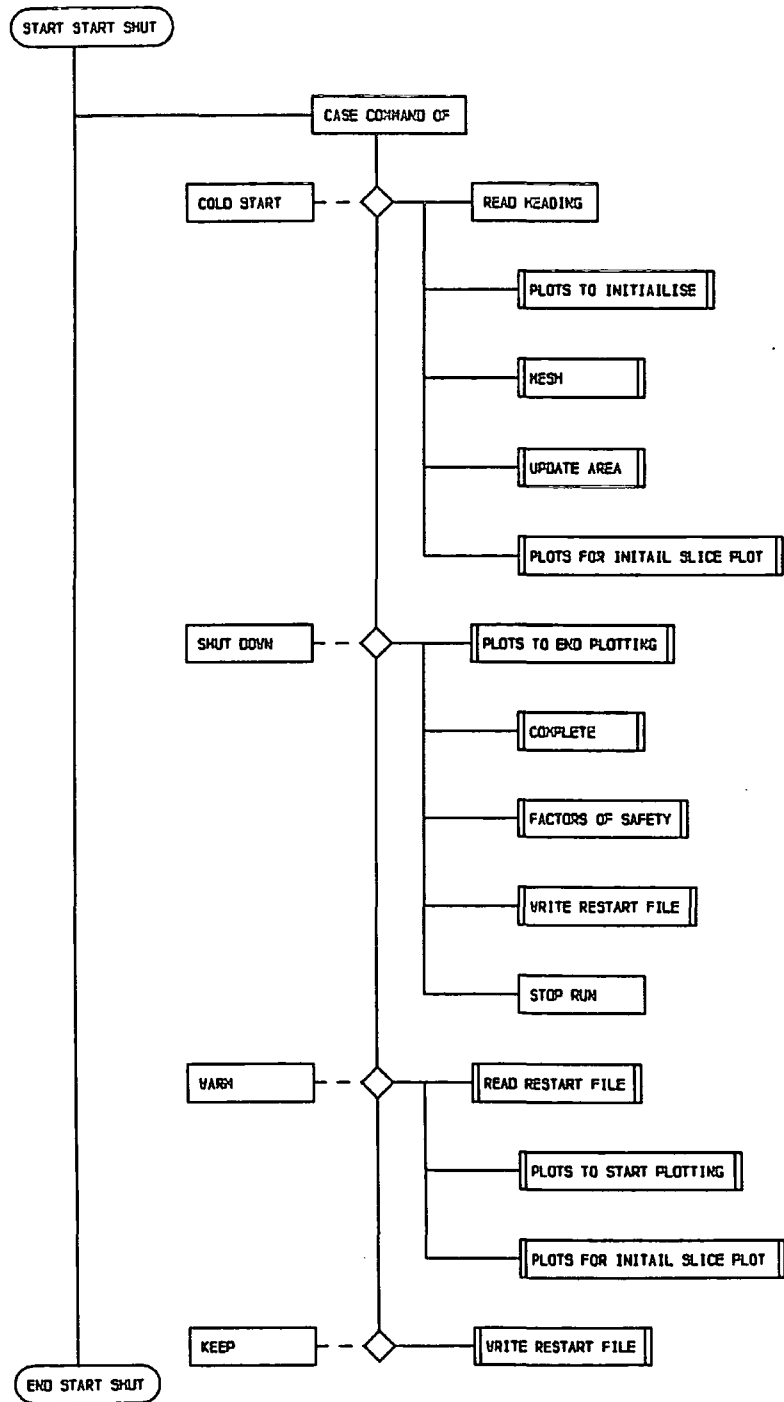 START START SHUT
CASE COMMAND OF
COLD START
READ HEADING
PLOTS TO INITIAILISE
MESH
UPDATE AREA
PLOTS FOR INITAIL SLICE PLOT
SHUT DOWN
PLOTS TO END PLOTTING
COMPLETE
FACTORS OF SAFETY
WRITE RESTART FILE
STOP RUN
WARM
READ RESTART FILE
PLOTS TO START PLOTTING
PLOTS FOR INITAIL SLICE PLOT
KEEP
WRITE RESTART FILE
END START SHUT